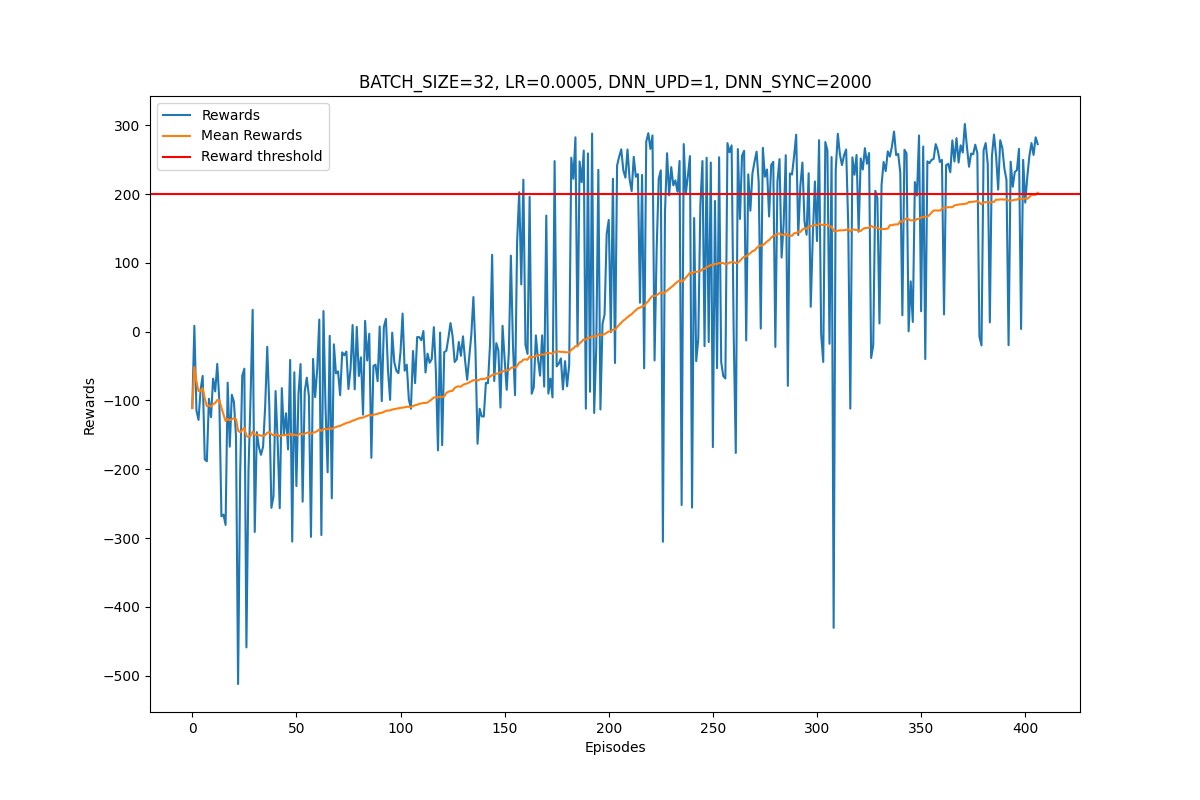 BATCH_SIZE=32, LR=0.0005, DNN_UPD=1, DNN_SYNC=2000
Rewards
Mean Rewards
Reward threshold
300
200
100
0
−100
−200
−300
−400
−500
Rewards
0 50 100 150 200 250 300 350 400
Episodes